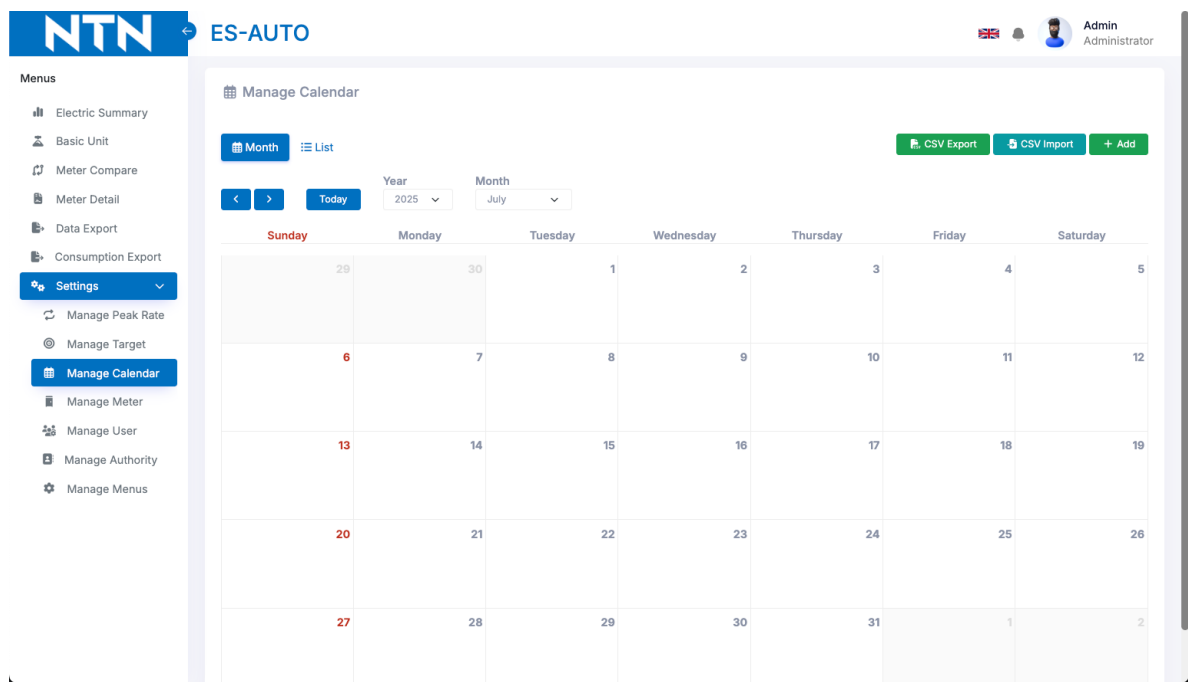 NTN
ES-AUTO
Admin
Administrator
Menus
Electric Summary
Basic Unit
Meter Compare
Meter Detail
Data Export
Consumption Export
Settings
Manage Peak Rate
Manage Target
Manage Calendar
Manage Meter
Manage User
Manage Authority
Manage Menus
Manage Calendar
Month List CSV Export CSV Import + Add
Year Month
Today 2025 July
Sunday Monday Tuesday Wednesday Thursday Friday Saturday
29 30 1 2 3 4 5
6 7 8 9 10 11 12
13 14 15 16 17 18 19
20 21 22 23 24 25 26
27 28 29 30 31 1 2